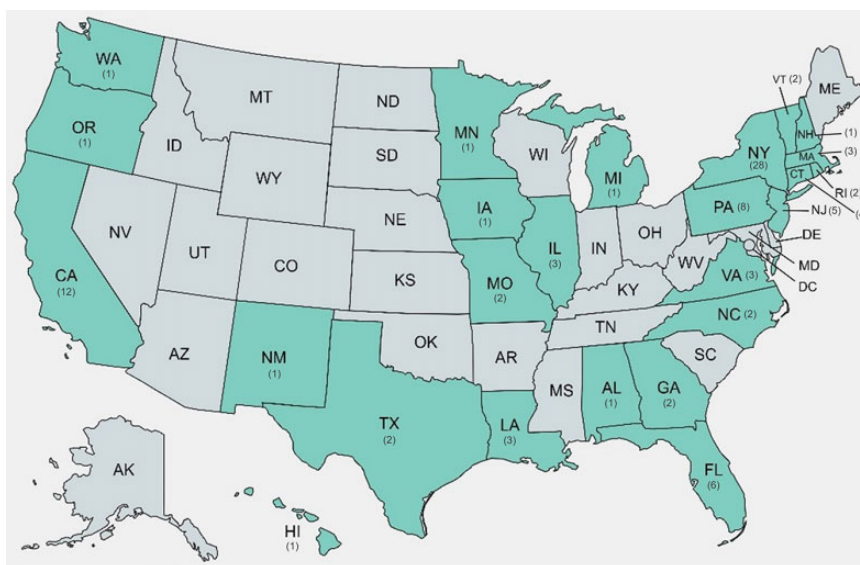 WA
(1)
OR
(1)
CA
(12)
NV
ID
MT
WY
UT
AZ
CO
NM
(1)
ND
SD
NE
KS
OK
TX
(2)
MN
(1)
IA
(1)
MO
(2)
AR
LA
(3)
WI
IL
(3)
MI
(1)
IN
OH
KY
TN
MS
AL
(1)
GA
(2)
FL
(6)
SC
NC (2)
VA (3)
WV
PA (8)
NY
(28)
VT (2)
ME
NH
(1)
MA
(3)
CT
RI (2)
NJ (5)
DE
MD
DC
AK
HI
(1)